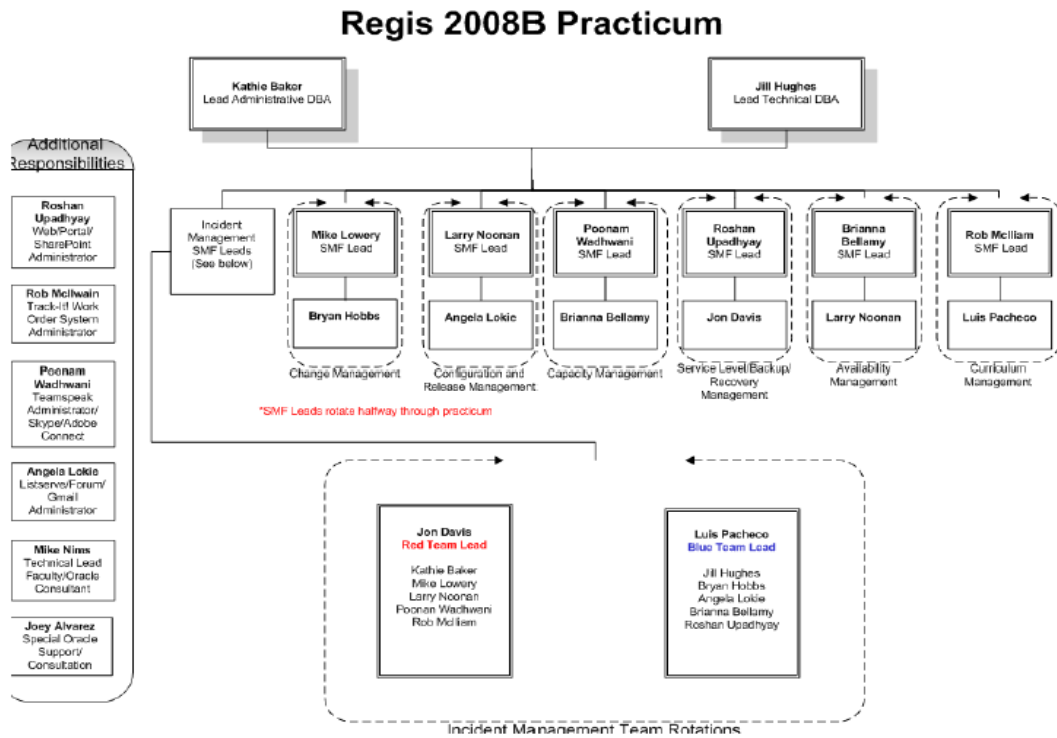 Regis 2008B Practicum
Kathie Baker
Lead Administrative DBA
Jill Hughes
Lead Technical DBA
Additional
Responsibilities
Roshan
Upadhyay
Web/Portal/
SharePoint
Administrator
Rob McIlwain
Track-It! Work
Order System
Administrator
Poonam
Wadhwani
Teamspeak
Administrator/
Skype/Adobe
Connect
Angela Lokie
Listserve/Forum/
Gmail
Administrator
Mike Nims
Technical Lead
Faculty/Oracle
Consultant
Joey Alvarez
Special Oracle
Support/
Consultation
Incident
Management
SMF Leads
(See below)
Mike Lowery
SMF Lead
Bryan Hobbs
Change Management
Larry Noonan
SMF Lead
Angela Lokie
Configuration and
Release Management
Poonam
Wadhwani
SMF Lead
Brianna Bellamy
Capacity Management
Roshan
Upadhyay
SMF Lead
Jon Davis
Service Level/Backup/
Recovery
Management
Brianna
Bellamy
SMF Lead
Larry Noonan
Availability
Management
Rob McIliam
SMF Lead
Luis Pacheco
Curriculum
Management
*SMF Leads rotate halfway through practicum
Jon Davis
Red Team Lead
Kathie Baker
Mike Lowery
Larry Noonan
Poonan Wadhwani
Rob McIliam
Luis Pacheco
Blue Team Lead
Jill Hughes
Bryan Hobbs
Angela Lokie
Brianna Bellamy
Roshan Upadhyay
Incident Management Team Rotations